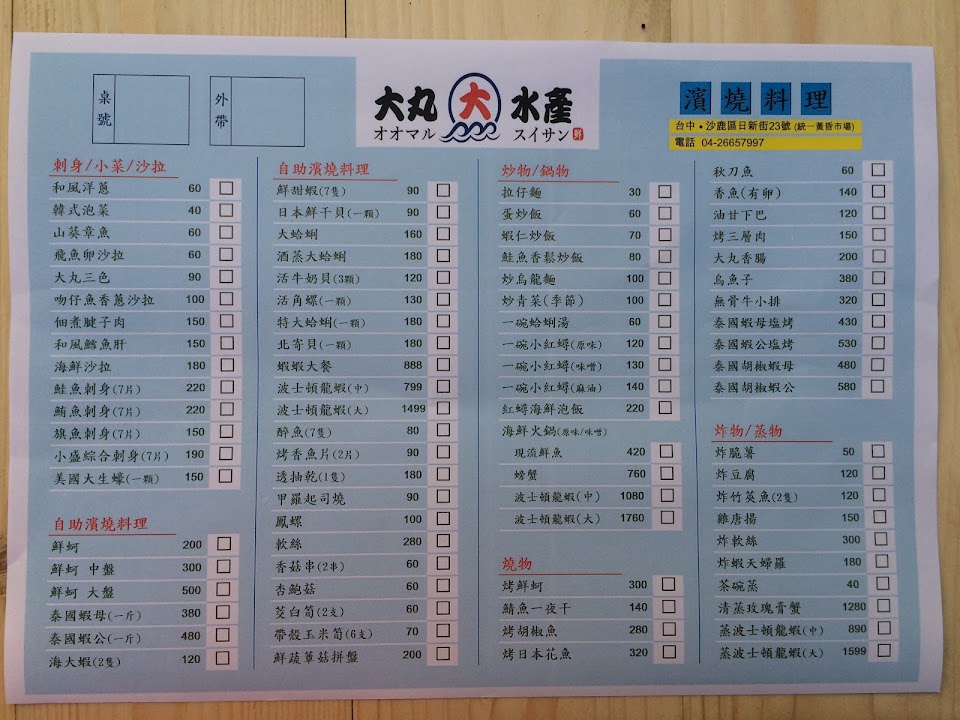 桌號
外帶
大丸 大 水產
オオマル スイサン 鮮
濱燒料理
台中•沙鹿區日新街23號(統一黃昏市場)
電話 04-26657997
刺身/小菜/沙拉
和風洋蔥 60
韓式泡菜 40
山葵章魚 60
飛魚卵沙拉 60
大丸三色 90
吻仔魚香蔥沙拉 100
佃煮腱子肉 150
和風鱈魚肝 150
海鮮沙拉 180
鮭魚刺身(7片) 220
鮪魚刺身(7片) 220
旗魚刺身(7片) 150
小盛綜合刺身(7片) 190
美國大生蠔(一顆) 150
自助濱燒料理
鮮蚵 200
鮮蚵 中盤 300
鮮蚵 大盤 500
泰國蝦母(一斤) 380
泰國蝦公(一斤) 480
海大蝦(2隻) 120
自助濱燒料理
鮮甜蝦(7隻) 90
日本鮮干貝(一顆) 90
大蛤蜊 160
酒蒸大蛤蜊 180
活牛奶貝(3顆) 120
活角螺(一顆) 130
特大蛤蜊(一顆) 180
北寄貝(一顆) 180
蝦蝦大餐 888
波士頓龍蝦(中) 799
波士頓龍蝦(大) 1499
醉魚(7隻) 80
烤香魚片(2片) 90
透抽乾(1隻) 180
甲羅起司燒 90
鳳螺 100
軟絲 280
香菇串(2串) 60
杏鮑菇 60
茭白筍(2支) 60
帶殼玉米筍(6支) 70
鮮蔬蕈菇拼盤 200
炒物/鍋物
拉仔麵 30
蛋炒飯 60
蝦仁炒飯 70
鮭魚香鬆炒飯 80
炒烏龍麵 100
炒青菜(季節) 100
一碗蛤蜊湯 60
一碗小紅蟳(原味) 120
一碗小紅蟳(味噌) 130
一碗小紅蟳(麻油) 140
紅蟳海鮮泡飯 220
海鮮火鍋(原味/味噌)
現流鮮魚 420
螃蟹 760
波士頓龍蝦(中) 1080
波士頓龍蝦(大) 1760
燒物
烤鮮蚵 300
鯖魚一夜干 140
烤胡椒魚 280
烤日本花魚 320
秋刀魚 60
香魚(有卵) 140
油甘下巴 120
烤三層肉 150
大丸香腸 200
烏魚子 380
無骨牛小排 320
泰國蝦母塩烤 430
泰國蝦公塩烤 530
泰國胡椒蝦母 480
泰國胡椒蝦公 580
炸物/蒸物
炸脆薯 50
炸豆腐 120
炸竹莢魚(2隻) 120
雞唐揚 150
炸軟絲 300
炸蝦天婦羅 180
茶碗蒸 40
清蒸玫瑰膏蟹 1280
蒸波士頓龍蝦(中) 890
蒸波士頓龍蝦(大) 1599